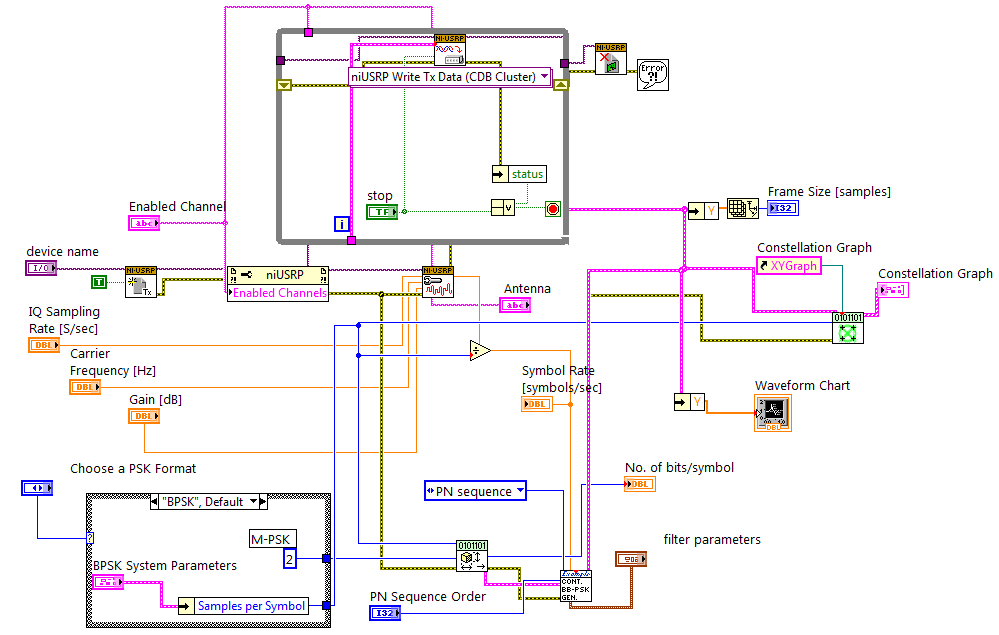 NI-USRP
NI-USRP
niUSRP Write Tx Data (CDB Cluster)
Error
?!
status
stop
TF
i
Enabled Channel
abc
Frame Size [samples]
Y
I32
device name
I/O
T
NI-USRP
Tx
niUSRP
Enabled Channels
NI-USRP
Constellation Graph
XYGraph
Constellation Graph
Antenna
abc
IQ Sampling
Rate [S/sec]
DBL
0101101
Carrier
Frequency [Hz]
DBL
Symbol Rate
[symbols/sec]
DBL
Waveform Chart
Y
DBL
Gain [dB]
DBL
Choose a PSK Format
No. of bits/symbol
DBL
PN sequence
"BPSK", Default
M-PSK
2
?
0101101
filter parameters
BPSK System Parameters
Samples per Symbol
PN Sequence Order
I32
Example
CONT.
BB-PSK
GEN.